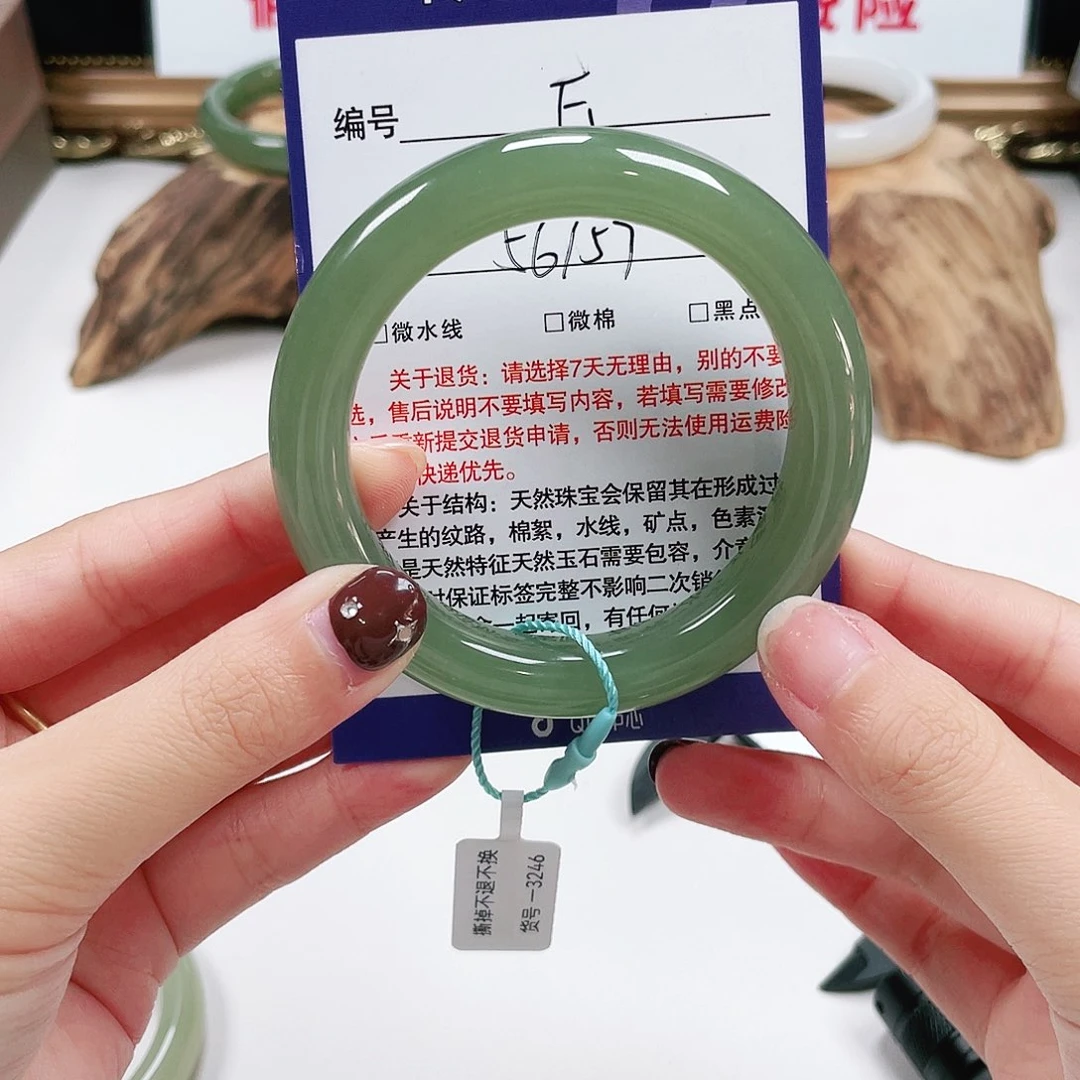 险
编号 F1
56/57
□微水线 □微棉 □黑点
关于退货：请选择7天无理由，别的不要
选，售后说明不要填写内容，若填写需要修改
新提交退货申请，否则无法使用运费险
快递优先。
关于结构：天然珠宝会保留其在形成过
产生的纹路，棉絮，水线，矿点，色素
是天然特征天然玉石需要包容，介意
保证标签完整不影响二次销
一起寄回，有任何
中心
撕掉不退不换
货号-3246